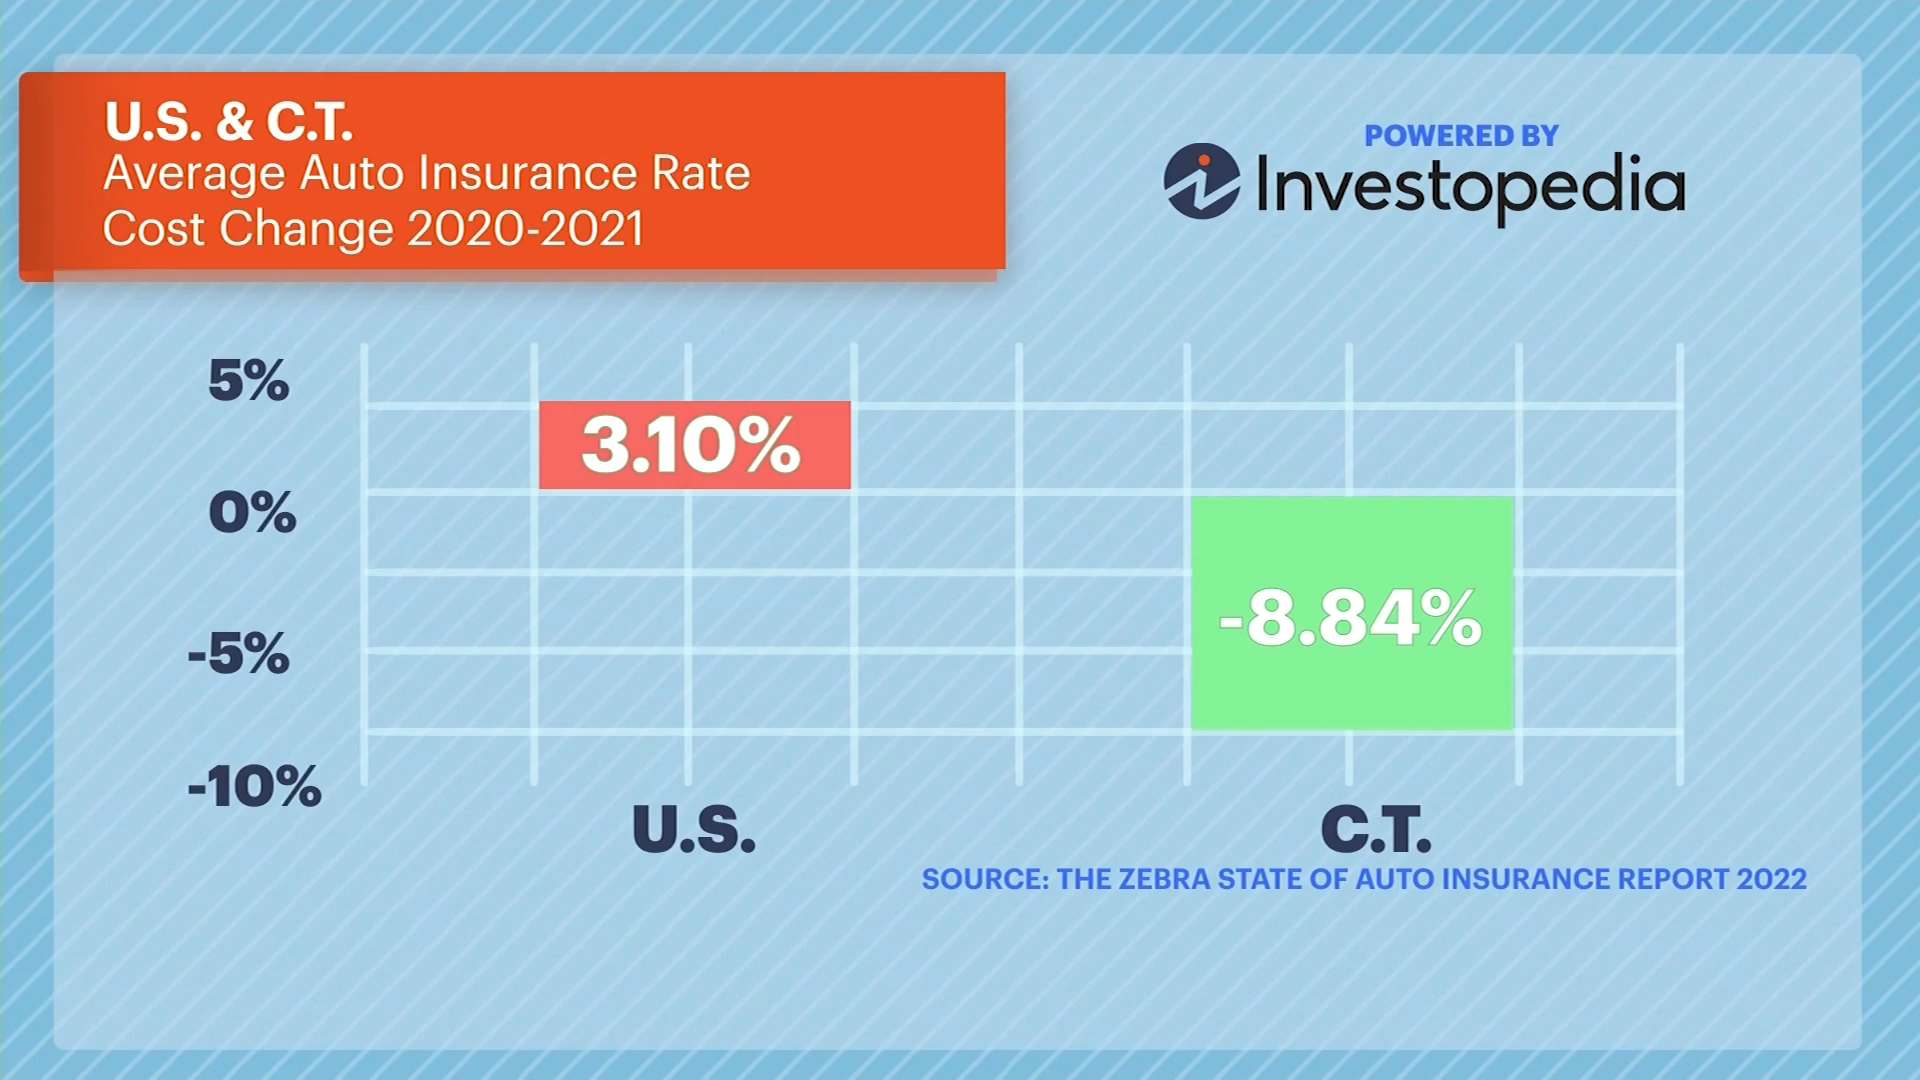 U.S. & C.T.
Average Auto Insurance Rate
Cost Change 2020-2021
POWERED BY
Investopedia
5%
0%
-5%
-10%
3.10%
-8.84%
U.S.
C.T.
SOURCE: THE ZEBRA STATE OF AUTO INSURANCE REPORT 2022